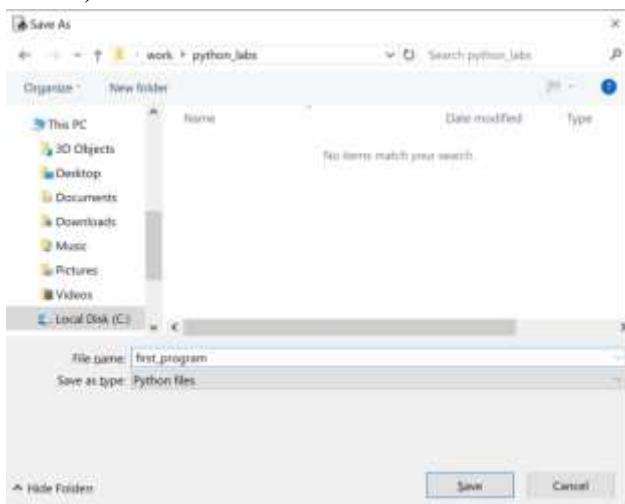 Save As
work › python_labs
Search python_labs
Organize
New folder
Name
Date modified
Type
This PC
No items match your search.
3D Objects
Desktop
Documents
Downloads
Music
Pictures
Videos
Local Disk (C:)
File name: first_program
Save as type: Python files
Hide Folders
Save
Cancel